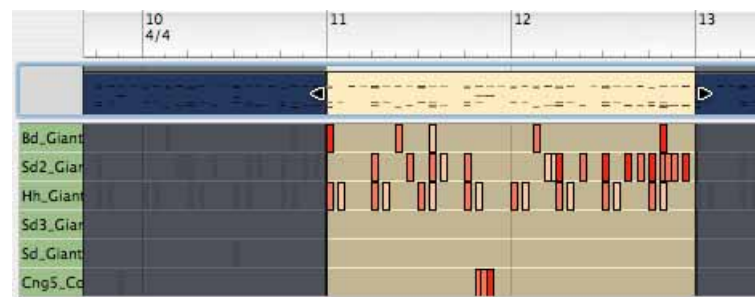 10 11 12 13
4/4
Bd_Giant
Sd2_Giar
Hh_Giant
Sd3_Giar
Sd_Giant
Cng5_Cc